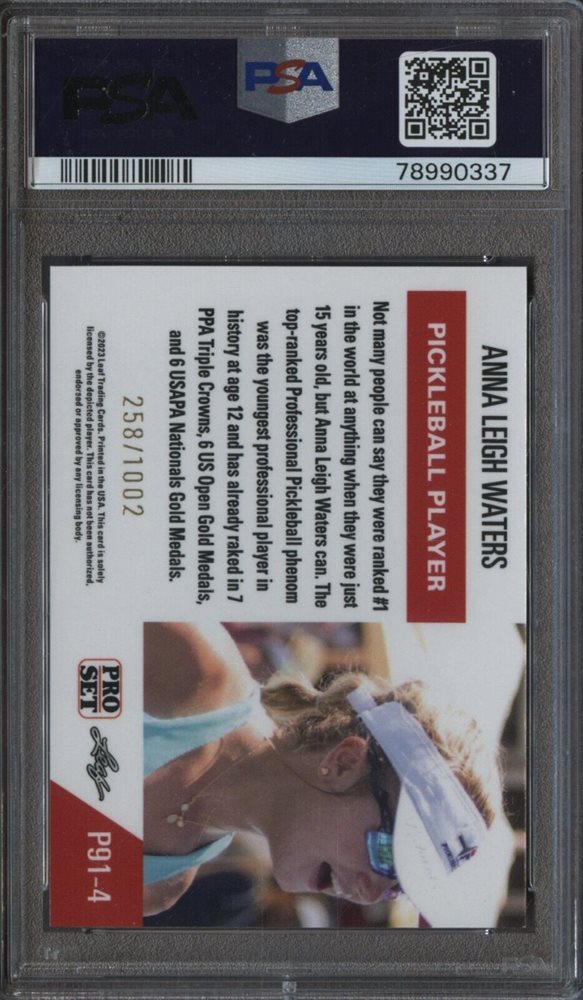 PSA
PSA
78990337
ANNA LEIGH WATERS
PICKLEBALL PLAYER
Not many people can say they were ranked #1
in the world at anything when they were just
15 years old, but Anna Leigh Waters can. The
top-ranked Professional Pickleball phenom
was the youngest professional player in
history at age 12 and has already raked in 7
PPA Triple Crowns, 6 US Open Gold Medals,
and 6 USAPA Nationals Gold Medals.
258/1002
©2023 Leaf Trading Cards. Printed in the USA. This card is solely
licensed by the depicted player. This card has not been authorized,
endorsed or approved by any licensing body.
PRO
SET
Leaf
P91-4